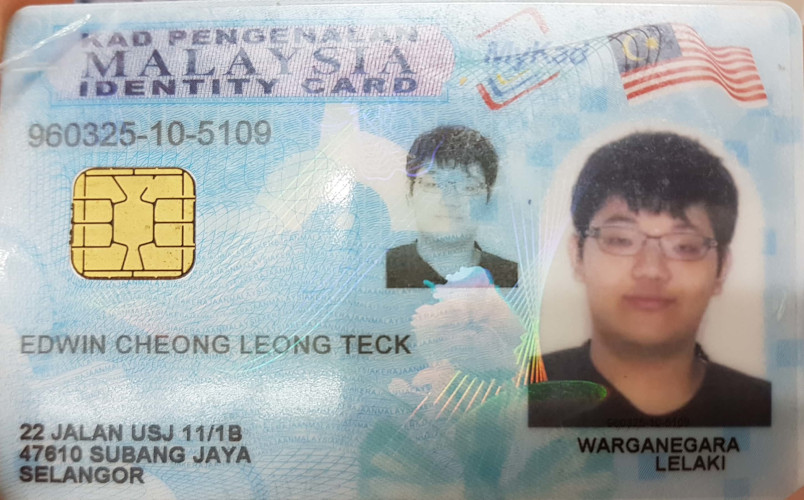 KAD PENGENALAN
MALAYSIA
IDENTITY CARD
MyKad
960325-10-5109
EDWIN CHEONG LEONG TECK
22 JALAN USJ 11/1B
47610 SUBANG JAYA
SELANGOR
WARGANEGARA
LELAKI